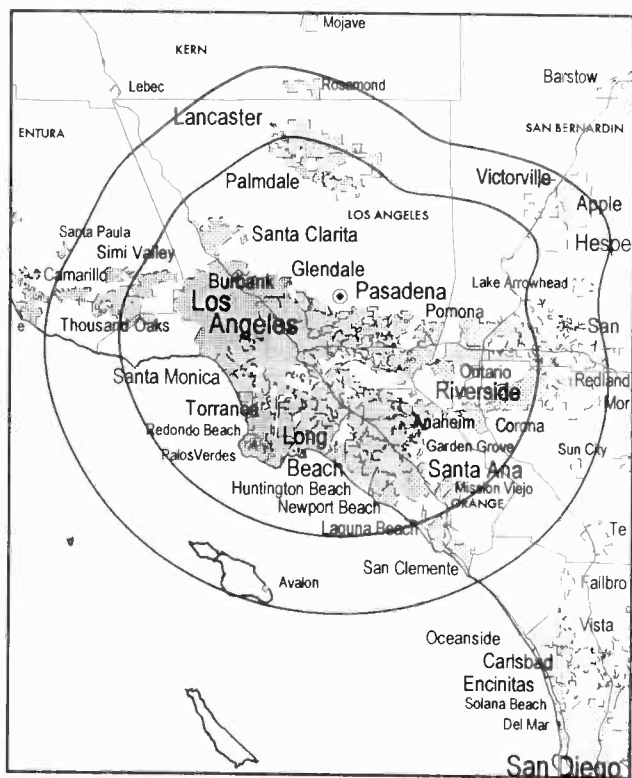 Mojave
KERN
Lebec
Rosamond
Barstow
Lancaster
ENTURA
SAN BERNARDIN
Palmdale
Victorville
Apple
LOS ANGELES
Santa Paula
Santa Clarita
Hespe
Simi Valley
Camarillo
Burbank
Glendale
Lake Arrowhead
Los
Angeles
Pasadena
Pomona
Thousand Oaks
e
San
Santa Monica
Ontario
Riverside
Redland
Mor
Torrance
Redondo Beach
Long
Beach
Anaheim
Corona
RalosVerdes
Garden Grove
Sun City
Santa Ana
Huntington Beach
Mission Viejo
Newport Beach
ORANGE
Laguna Beach
Te
San Clemente
Avalon
Fallbro
Vista
Oceanside
Carlsbad
Encinitas
Solana Beach
Del Mar
San Diego